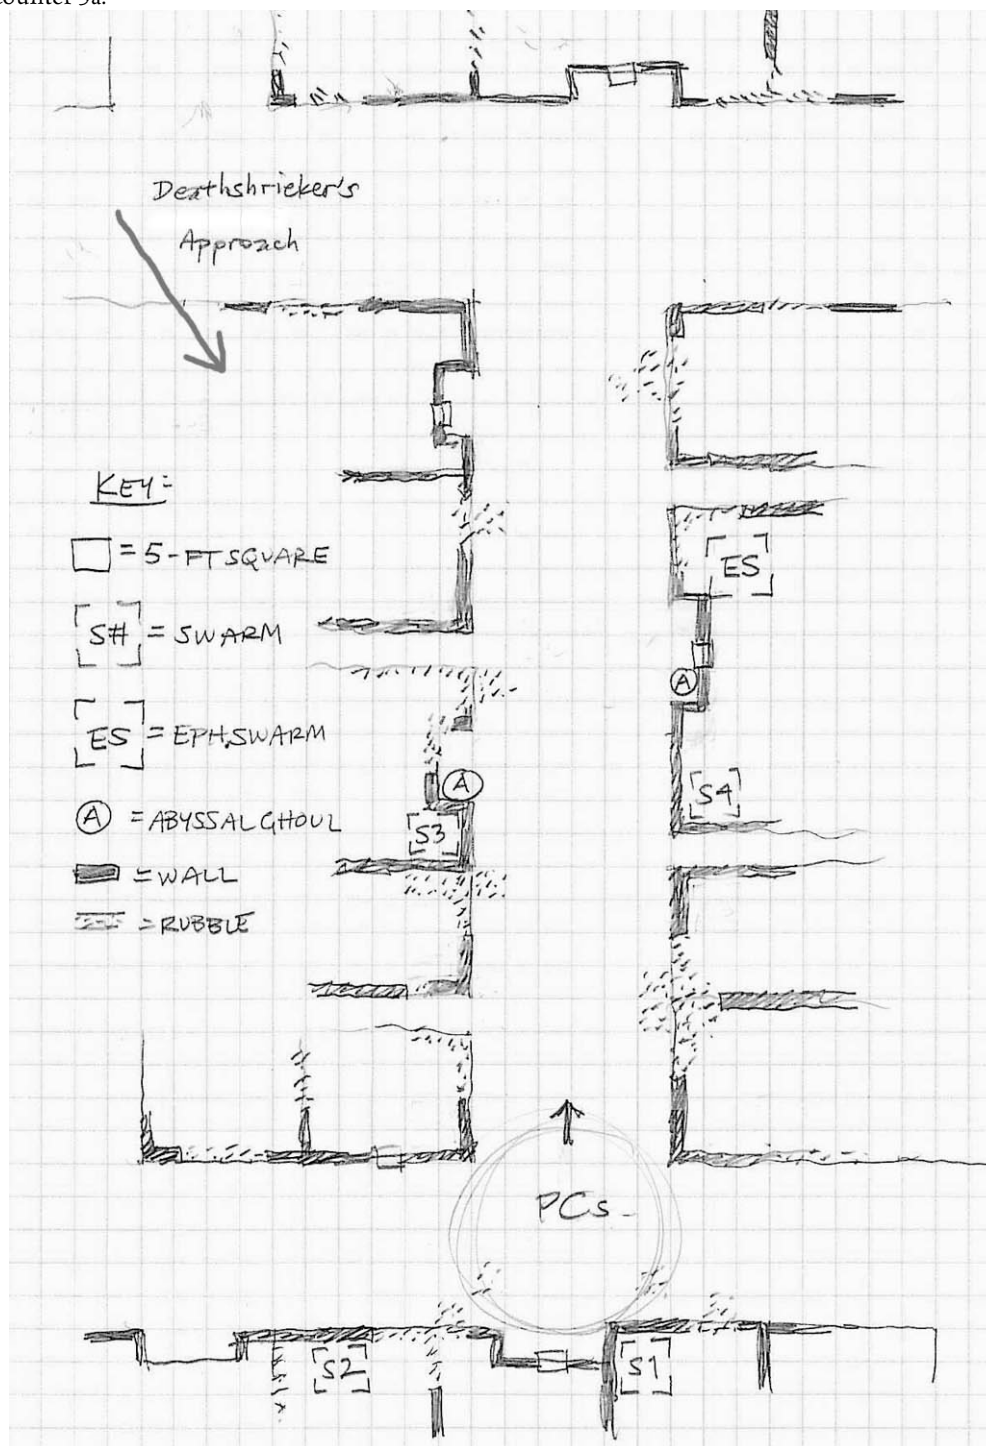 Deathshrieker's
Approach
KEY:
= 5-FT SQUARE
S# = SWARM
ES = EPH. SWARM
A = ABYSSAL GHOUL
= WALL
= RUBBLE
ES
A
A
S4
S3
PCs
S2
S1